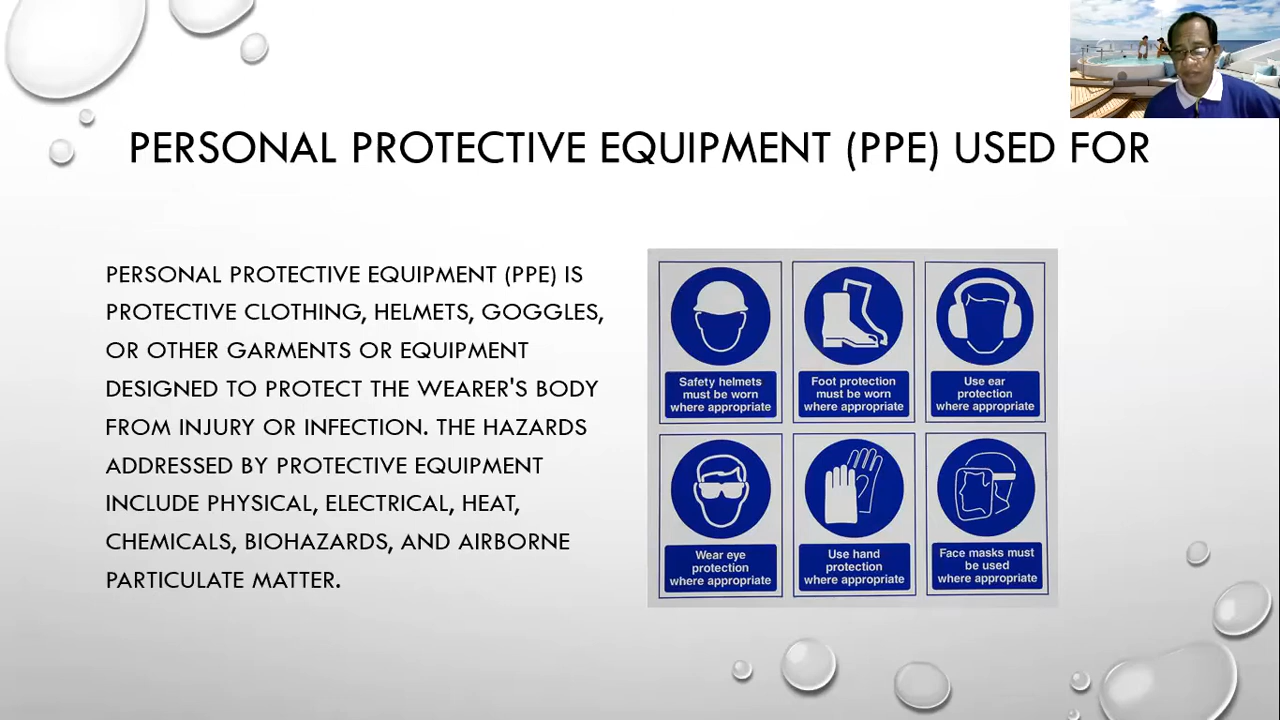 PERSONAL PROTECTIVE EQUIPMENT (PPE) USED FOR
PERSONAL PROTECTIVE EQUIPMENT (PPE) IS
PROTECTIVE CLOTHING, HELMETS, GOGGLES,
OR OTHER GARMENTS OR EQUIPMENT
DESIGNED TO PROTECT THE WEARER'S BODY
FROM INJURY OR INFECTION. THE HAZARDS
ADDRESSED BY PROTECTIVE EQUIPMENT
INCLUDE PHYSICAL, ELECTRICAL, HEAT,
CHEMICALS, BIOHAZARDS, AND AIRBORNE
PARTICULATE MATTER.
Safety helmets
must be worn
where appropriate
Foot protection
must be worn
where appropriate
Use ear
protection
where appropriate
Wear eye
protection
where appropriate
Use hand
protection
where appropriate
Face masks must
be used
where appropriate